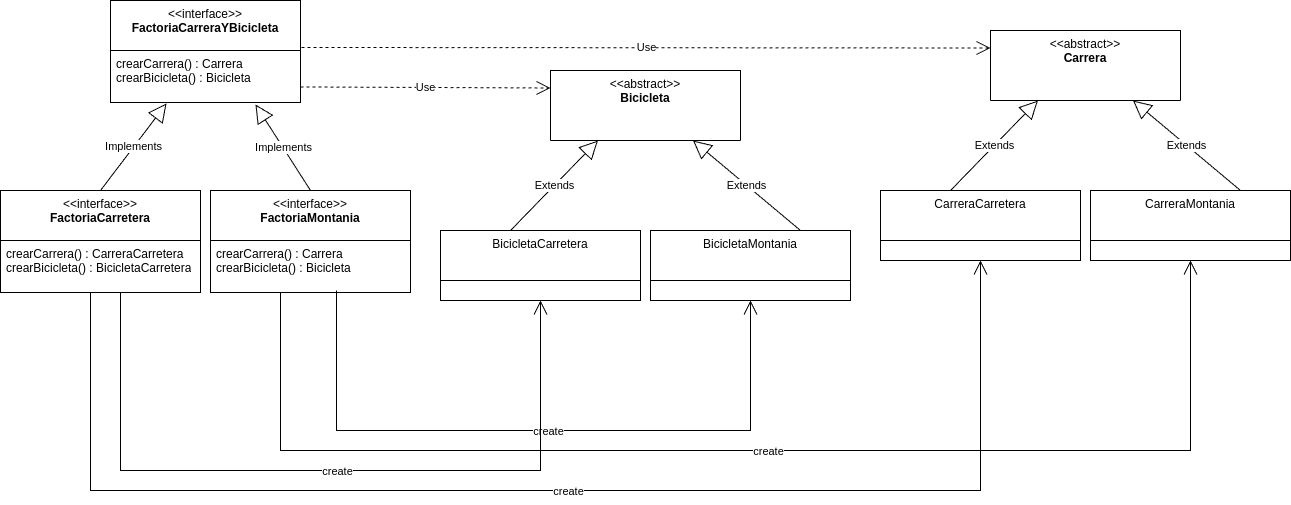 <<interface>>
FactoriaCarreraYBicicleta
crearCarrera() : Carrera
crearBicicleta() : Bicicleta
Use
Use
<<abstract>>
Bicicleta
<<abstract>>
Carrera
Implements
Implements
Extends
Extends
Extends
Extends
<<interface>>
FactoriaCarretera
crearCarrera() : CarreraCarretera
crearBicicleta() : BicicletaCarretera
<<interface>>
FactoriaMontania
crearCarrera() : Carrera
crearBicicleta() : Bicicleta
BicicletaCarretera
BicicletaMontania
CarreraCarretera
CarreraMontania
create
create
create
create